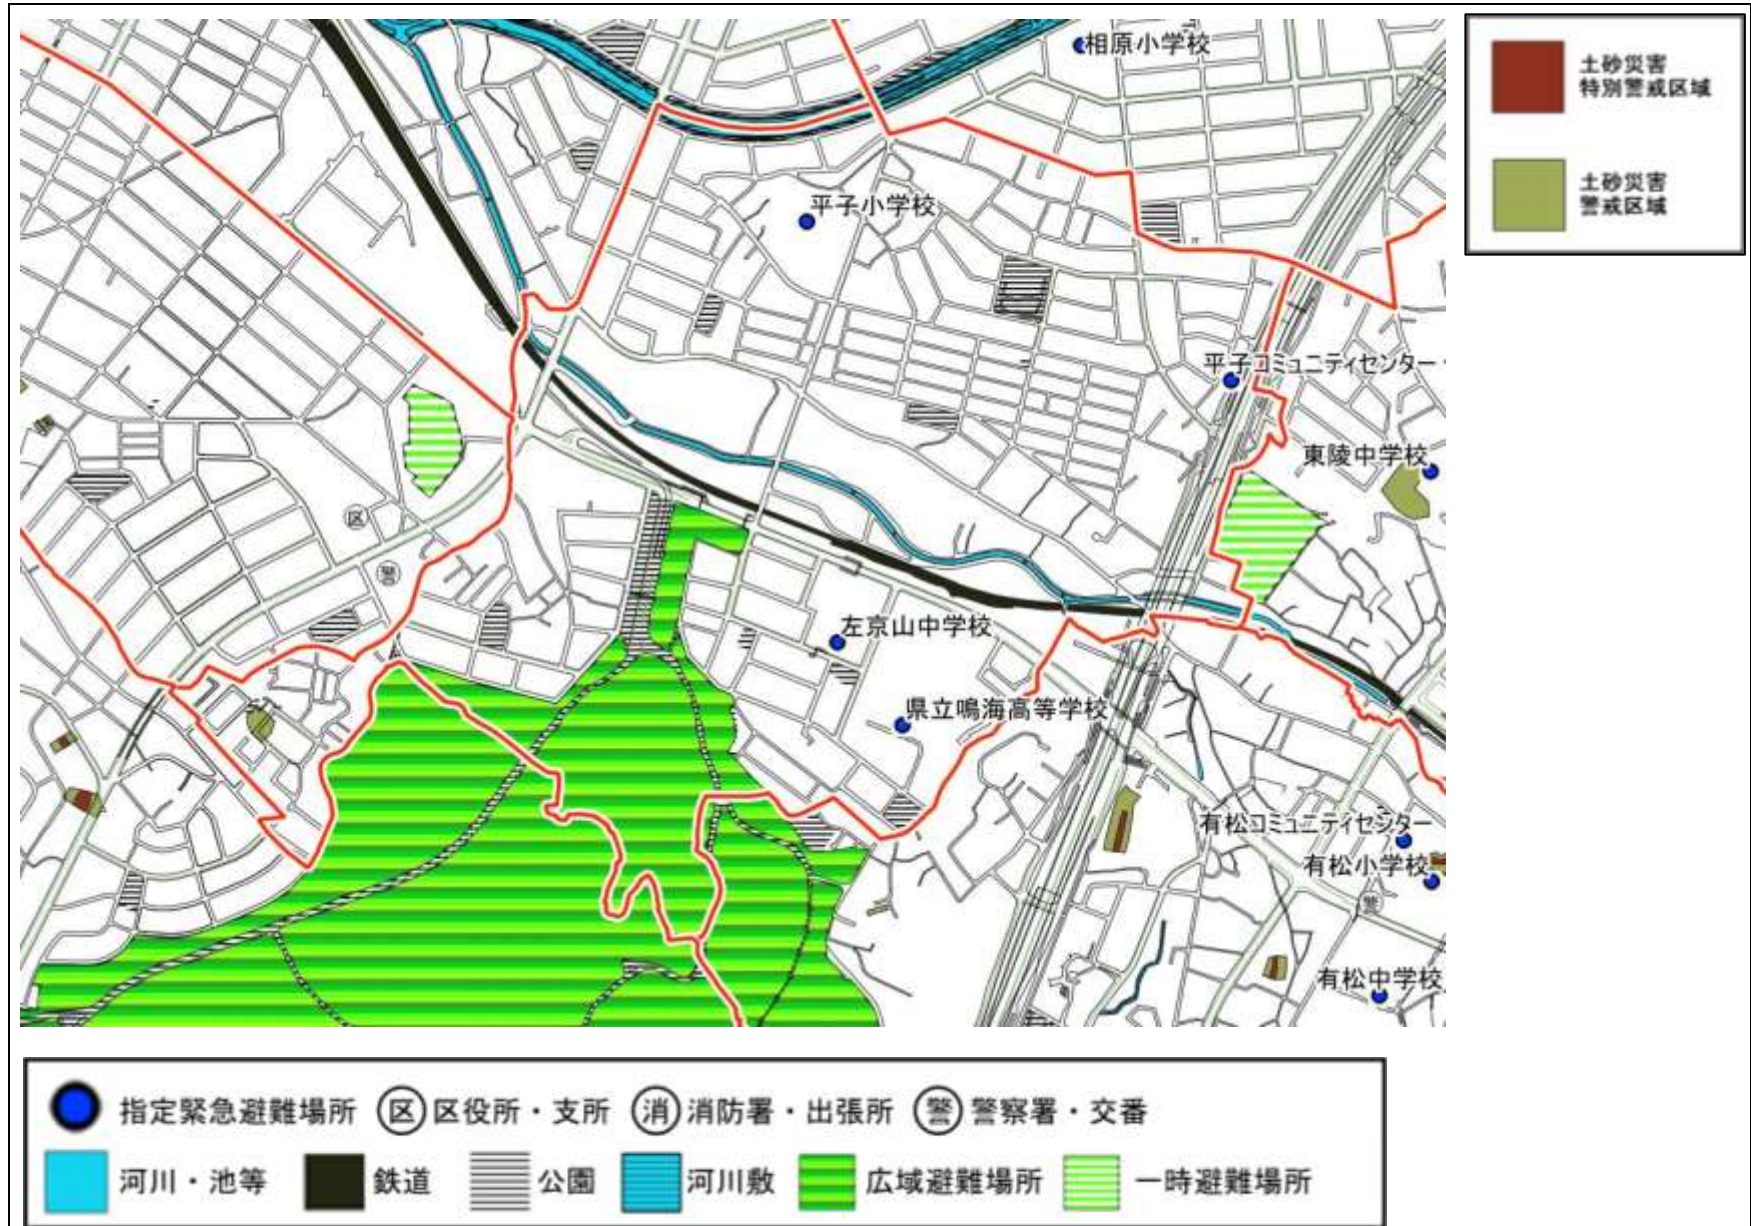 相原小学校
土砂災害
特別警戒区域
土砂災害
警戒区域
平子小学校
平子コミュニティセンター
東陵中学校
区
警
左京山中学校
県立鳴海高等学校
有松コミュニティセンター
有松小学校
警
有松中学校
指定緊急避難場所 区 区役所・支所 消 消防署・出張所 警 警察署・交番
河川・池等 鉄道 公園 河川敷 広域避難場所 一時避難場所